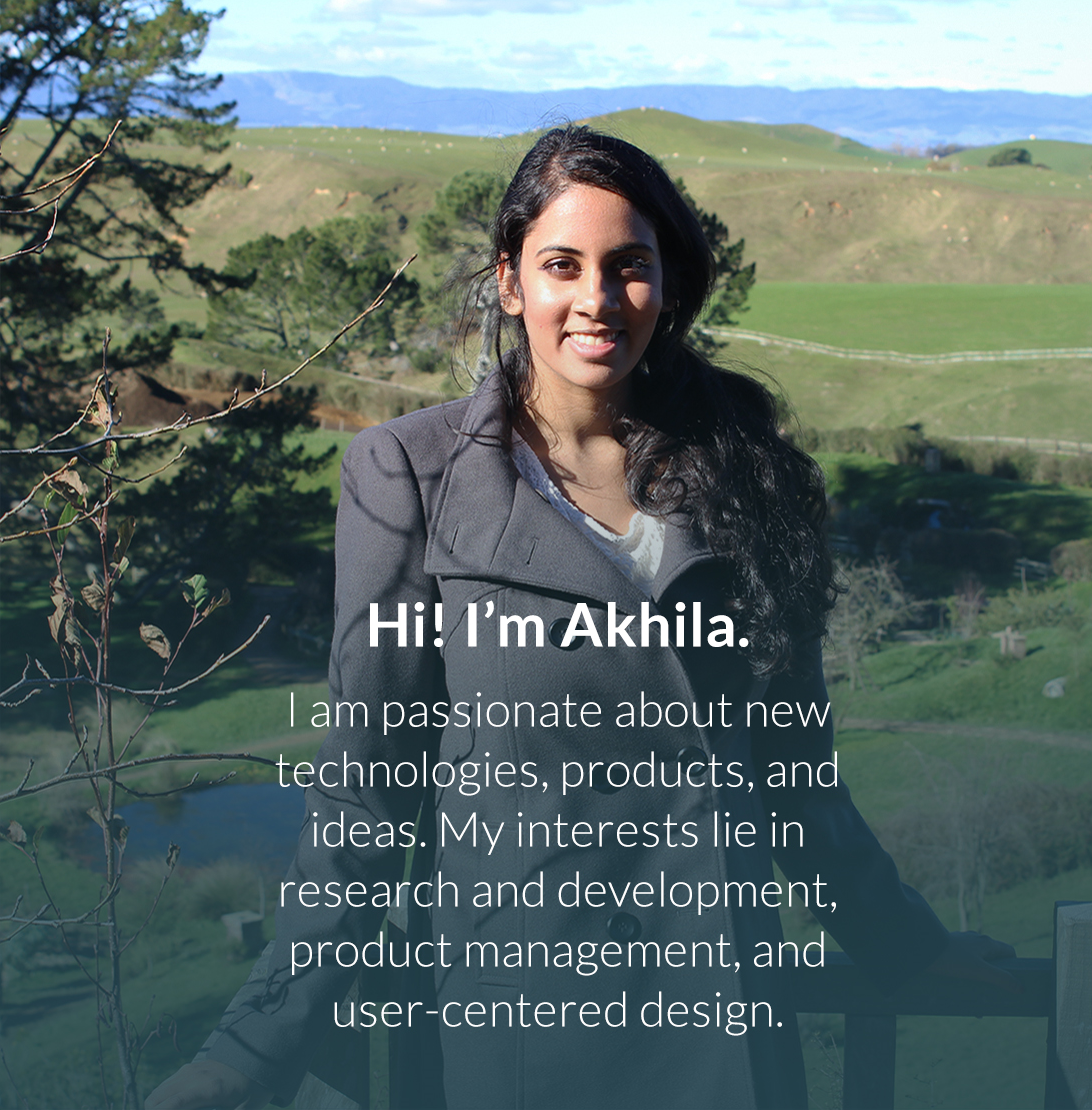 Hi! I’m Akhila.
I am passionate about new
technologies, products, and
ideas. My interests lie in
research and development,
product management, and
user-centered design.